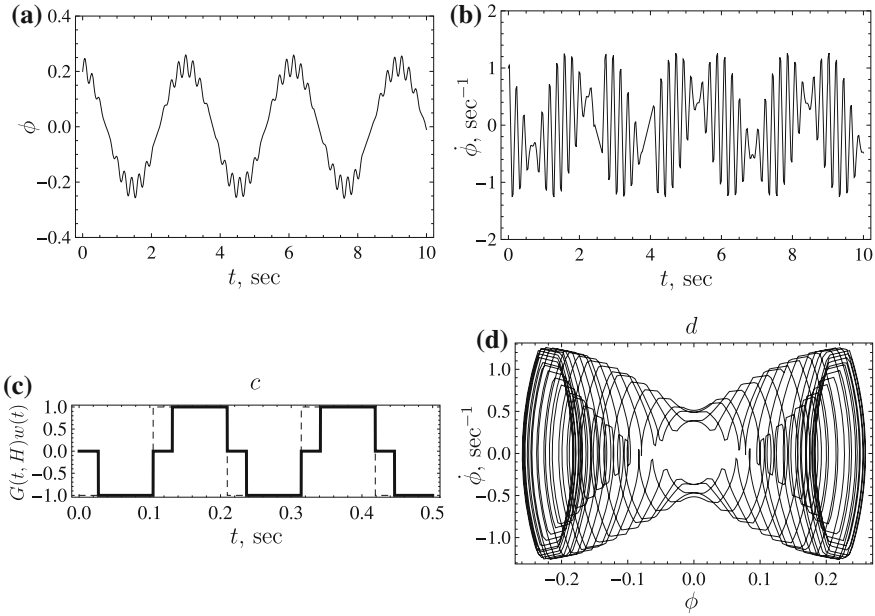 (a)
0.4
0.2
0.0
−0.2
−0.4
ϕ
0 2 4 6 8 10
t, sec
(b)
2
1
0
−1
−2
ϕ̇, sec⁻¹
0 2 4 6 8 10
t, sec
(c)
c
1.0
0.5
0.0
−0.5
−1.0
G(t, H)w(t)
0.0 0.1 0.2 0.3 0.4 0.5
t, sec
(d)
d
1.0
0.5
0.0
−0.5
−1.0
ϕ̇, sec⁻¹
−0.2 −0.1 0.0 0.1 0.2
ϕ